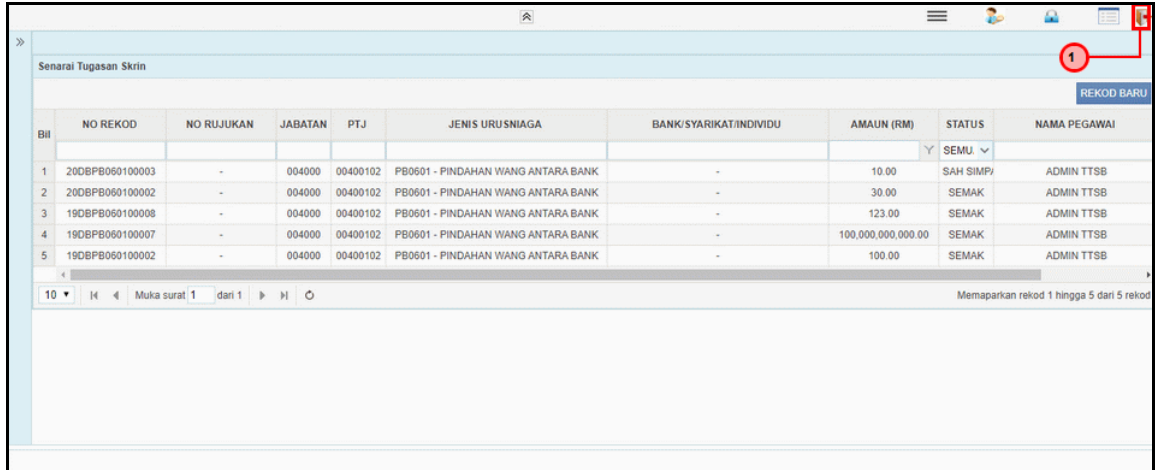 1
Senarai Tugasan Skrin
REKOD BARU
Bil NO REKOD NO RUJUKAN JABATAN PTJ JENIS URUSNIAGA BANK/SYARIKAT/INDIVIDU AMAUN (RM) STATUS NAMA PEGAWAI
SEMU.
1 20DBPB060100003 - 004000 00400102 PB0601 - PINDAHAN WANG ANTARA BANK - 10.00 SAH SIMPA ADMIN TTSB
2 20DBPB060100002 - 004000 00400102 PB0601 - PINDAHAN WANG ANTARA BANK - 30.00 SEMAK ADMIN TTSB
3 19DBPB060100008 - 004000 00400102 PB0601 - PINDAHAN WANG ANTARA BANK - 123.00 SEMAK ADMIN TTSB
4 19DBPB060100007 - 004000 00400102 PB0601 - PINDAHAN WANG ANTARA BANK - 100,000,000,000.00 SEMAK ADMIN TTSB
5 19DBPB060100002 - 004000 00400102 PB0601 - PINDAHAN WANG ANTARA BANK - 100.00 SEMAK ADMIN TTSB
10 Muka surat 1 dari 1 Memaparkan rekod 1 hingga 5 dari 5 rekod